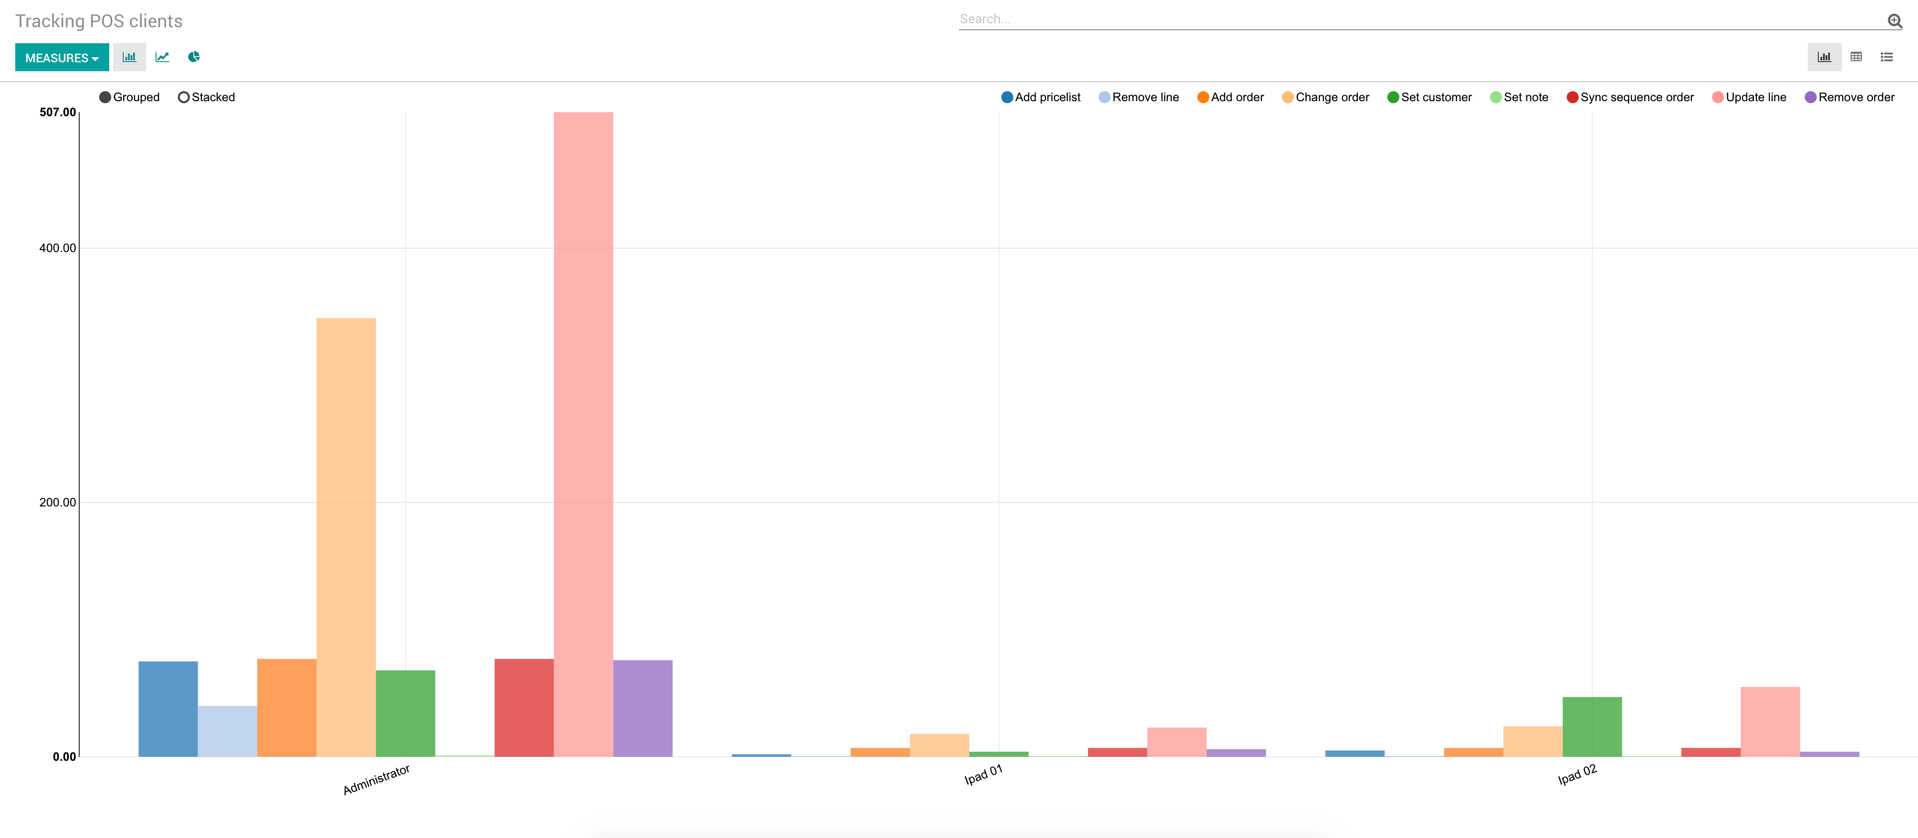 Tracking POS clients
Search...
MEASURES
Grouped Stacked
Add pricelist Remove line Add order Change order Set customer Set note Sync sequence order Update line Remove order
507.00
400.00
200.00
0.00
Administrator Ipad 01 Ipad 02